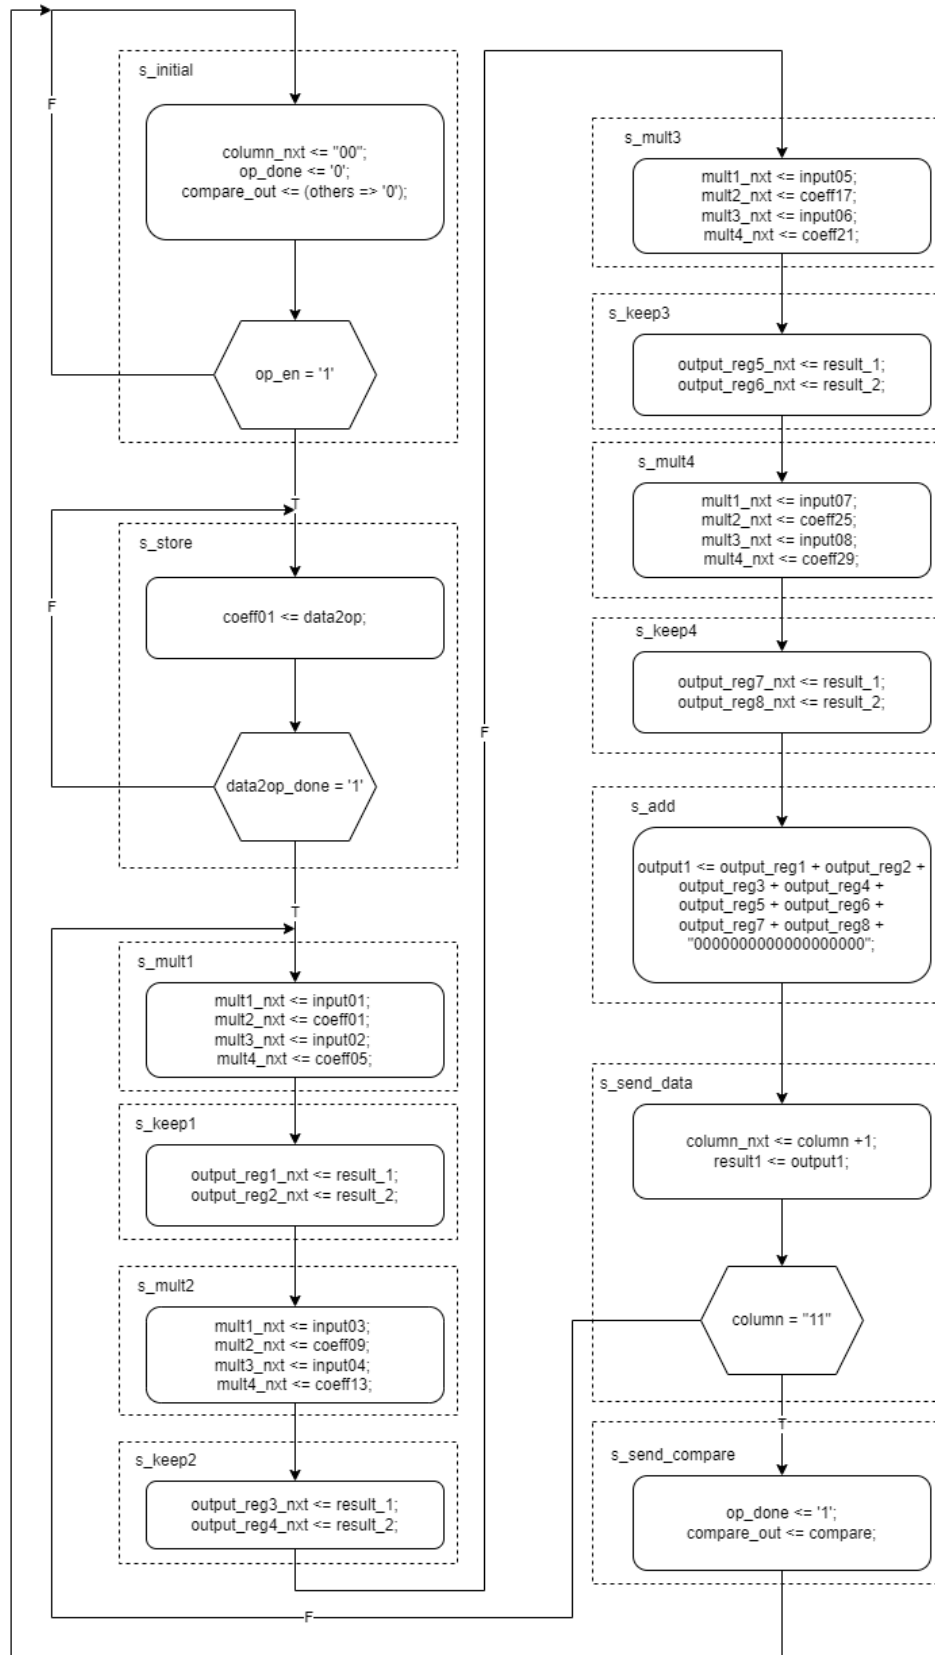 s_initial
F
column_nxt <= "00";
op_done <= '0';
compare_out <= (others => '0');
op_en = '1'
T
s_store
F
coeff01 <= data2op;
data2op_done = '1'
T
s_mult1
mult1_nxt <= input01;
mult2_nxt <= coeff01;
mult3_nxt <= input02;
mult4_nxt <= coeff05;
s_keep1
output_reg1_nxt <= result_1;
output_reg2_nxt <= result_2;
s_mult2
mult1_nxt <= input03;
mult2_nxt <= coeff09;
mult3_nxt <= input04;
mult4_nxt <= coeff13;
s_keep2
output_reg3_nxt <= result_1;
output_reg4_nxt <= result_2;
F
s_mult3
mult1_nxt <= input05;
mult2_nxt <= coeff17;
mult3_nxt <= input06;
mult4_nxt <= coeff21;
s_keep3
output_reg5_nxt <= result_1;
output_reg6_nxt <= result_2;
s_mult4
mult1_nxt <= input07;
mult2_nxt <= coeff25;
mult3_nxt <= input08;
mult4_nxt <= coeff29;
s_keep4
output_reg7_nxt <= result_1;
output_reg8_nxt <= result_2;
s_add
output1 <= output_reg1 + output_reg2 +
output_reg3 + output_reg4 +
output_reg5 + output_reg6 +
output_reg7 + output_reg8 +
"0000000000000000000";
s_send_data
column_nxt <= column +1;
result1 <= output1;
column = "11"
T
s_send_compare
op_done <= '1';
compare_out <= compare;
F